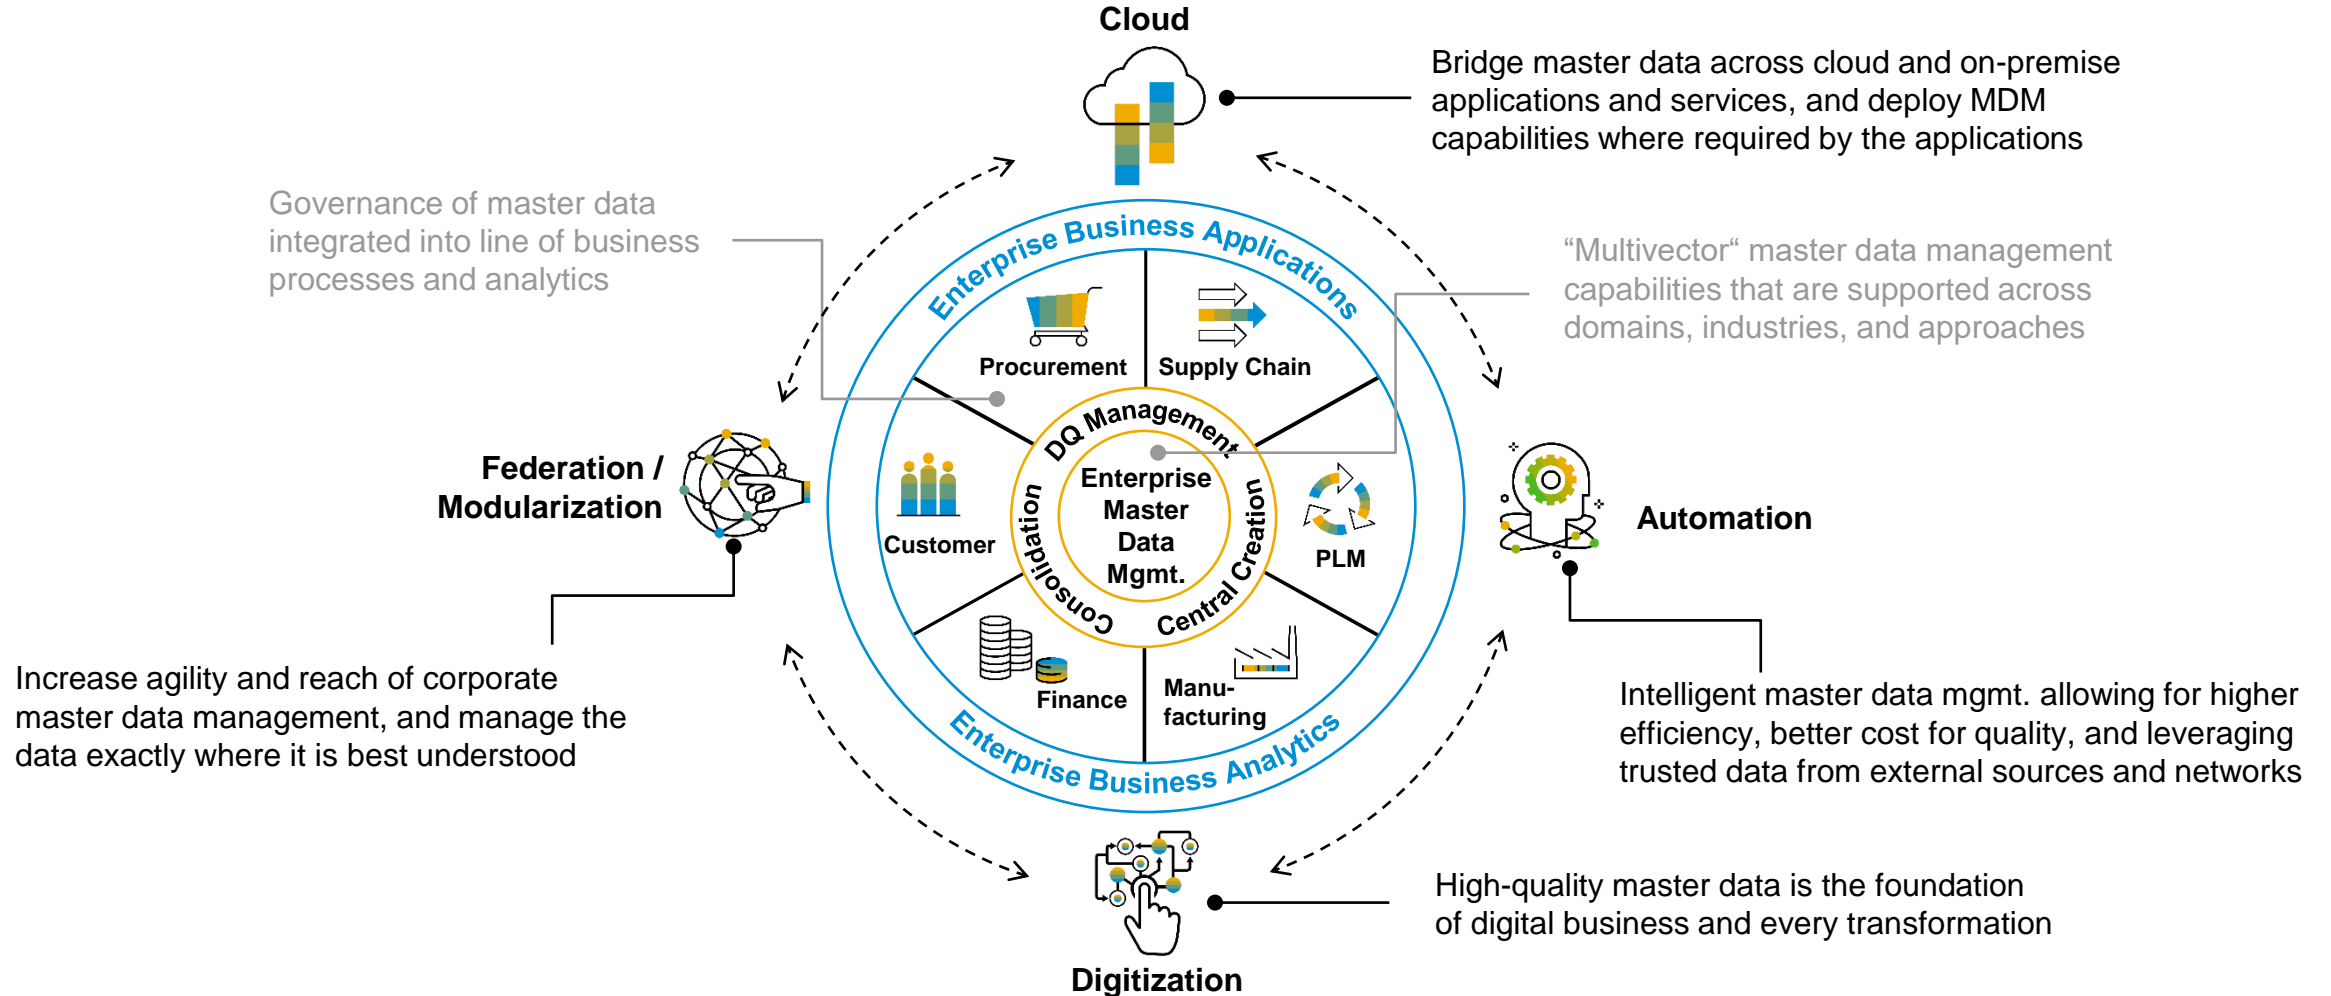 Cloud
Bridge master data across cloud and on-premise
applications and services, and deploy MDM
capabilities where required by the applications
Governance of master data
integrated into line of business
processes and analytics
“Multivector“ master data management
capabilities that are supported across
domains, industries, and approaches
Enterprise Business Applications
Procurement
Supply Chain
DQ Management
Federation /
Modularization
Customer
Consolidation
Enterprise
Master
Data
Mgmt.
Central Creation
PLM
Automation
Finance
Manu-
facturing
Enterprise Business Analytics
Increase agility and reach of corporate
master data management, and manage the
data exactly where it is best understood
Intelligent master data mgmt. allowing for higher
efficiency, better cost for quality, and leveraging
trusted data from external sources and networks
High-quality master data is the foundation
of digital business and every transformation
Digitization